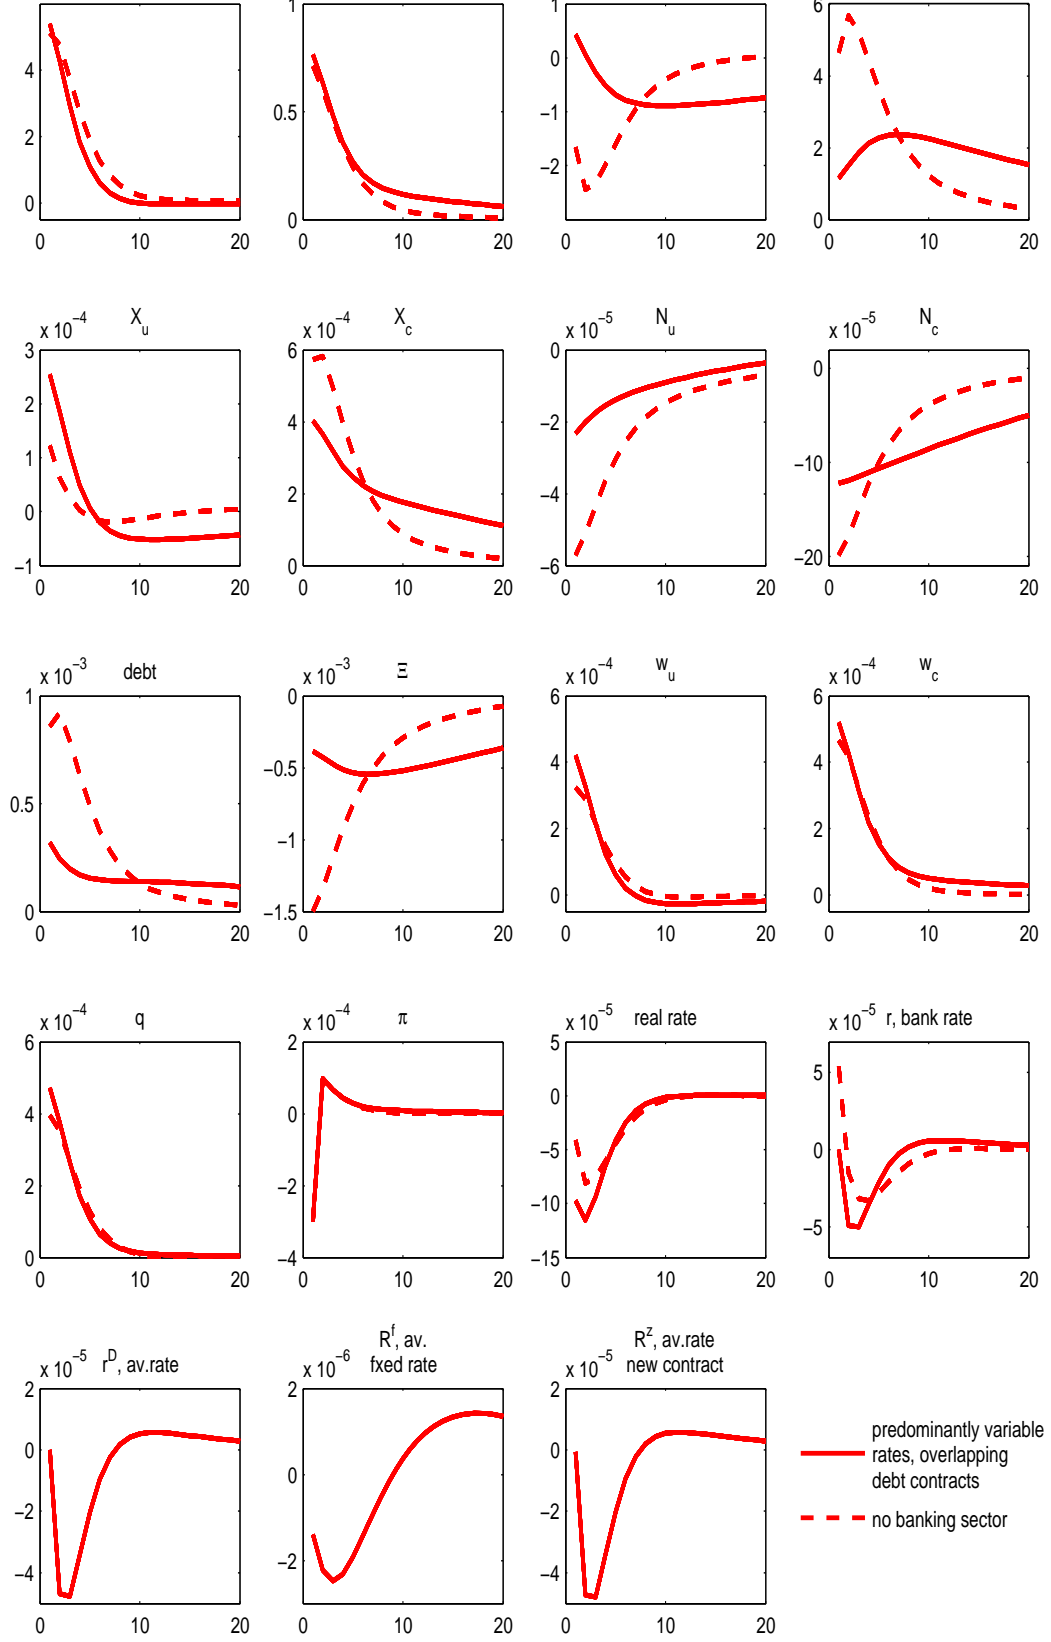 4
2
0
0 10 20
1
0.5
0
0 10 20
1
0
−1
−2
0 10 20
6
4
2
0
0 10 20
x 10−4 Xu
3
2
1
0
−1
0 10 20
x 10−4 Xc
6
4
2
0
0 10 20
x 10−5 Nu
0
−2
−4
−6
0 10 20
x 10−5 Nc
0
−10
−20
0 10 20
x 10−3 debt
1
0.5
0
0 10 20
x 10−3 Ξ
0
−0.5
−1
−1.5
0 10 20
x 10−4 wu
6
4
2
0
0 10 20
x 10−4 wc
6
4
2
0
0 10 20
x 10−4 q
6
4
2
0
0 10 20
x 10−4 π
2
0
−2
−4
0 10 20
x 10−5 real rate
5
0
−5
−10
−15
0 10 20
x 10−5 r, bank rate
5
0
−5
0 10 20
x 10−5 rD, av.rate
2
0
−2
−4
0 10 20
Rf, av.
x 10−6 fxed rate
2
0
−2
0 10 20
Rz, av.rate
x 10−5 new contract
2
0
−2
−4
0 10 20
predominantly variable
rates, overlapping
debt contracts
no banking sector